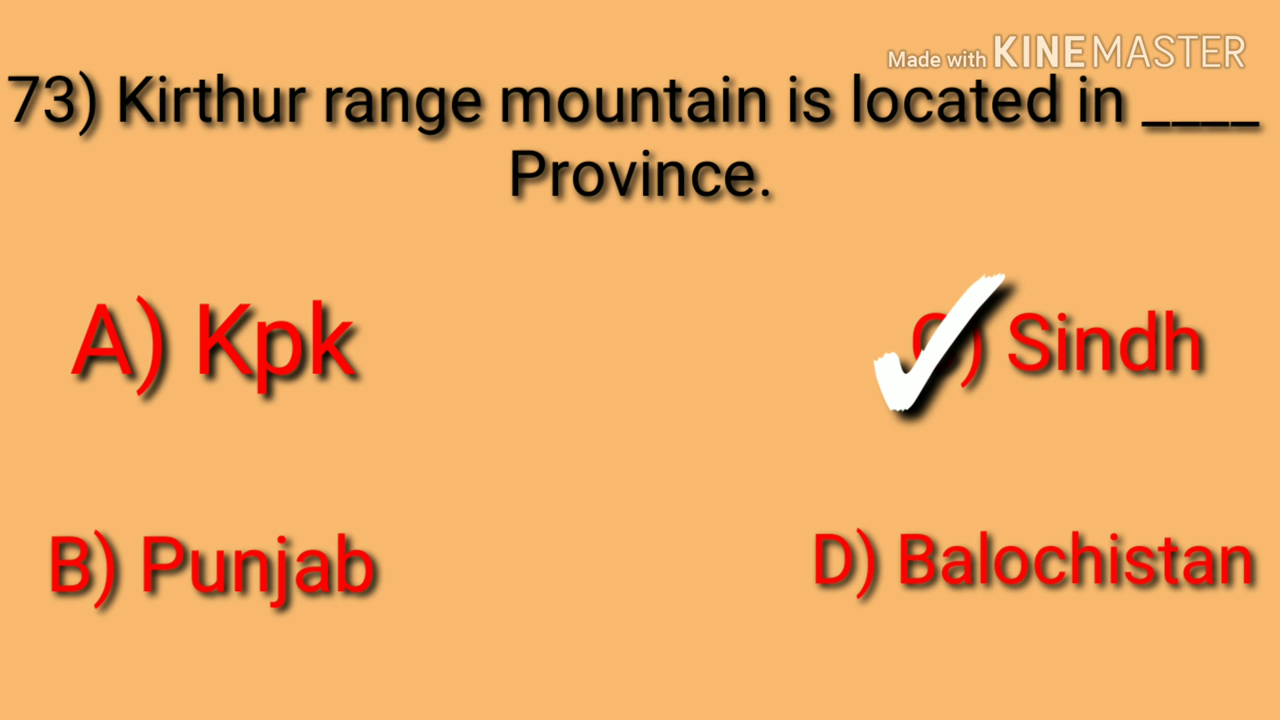 Made with KINEMASTER
73) Kirthur range mountain is located in ____
Province.
A) Kpk
C) Sindh
B) Punjab
D) Balochistan